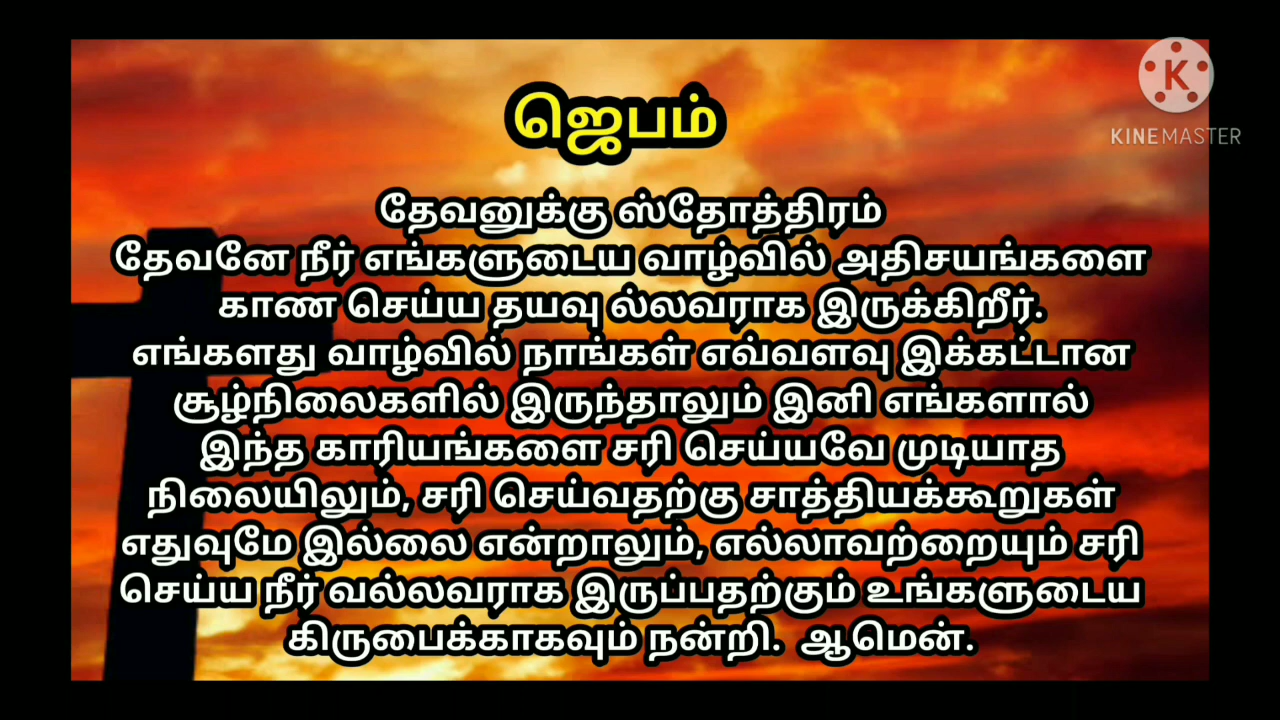 KINEMASTER
ஜெபம்
தேவனுக்கு ஸ்தோத்திரம்
தேவனே நீர் எங்களுடைய வாழ்வில் அதிசயங்களை
காண செய்ய தயவு ல்லவராக இருக்கிறீர்.
எங்களது வாழ்வில் நாங்கள் எவ்வளவு இக்கட்டான
சூழ்நிலைகளில் இருந்தாலும் இனி எங்களால்
இந்த காரியங்களை சரி செய்யவே முடியாத
நிலையிலும், சரி செய்வதற்கு சாத்தியக்கூறுகள்
எதுவுமே இல்லை என்றாலும், எல்லாவற்றையும் சரி
செய்ய நீர் வல்லவராக இருப்பதற்கும் உங்களுடைய
கிருபைக்காகவும் நன்றி. ஆமென்.